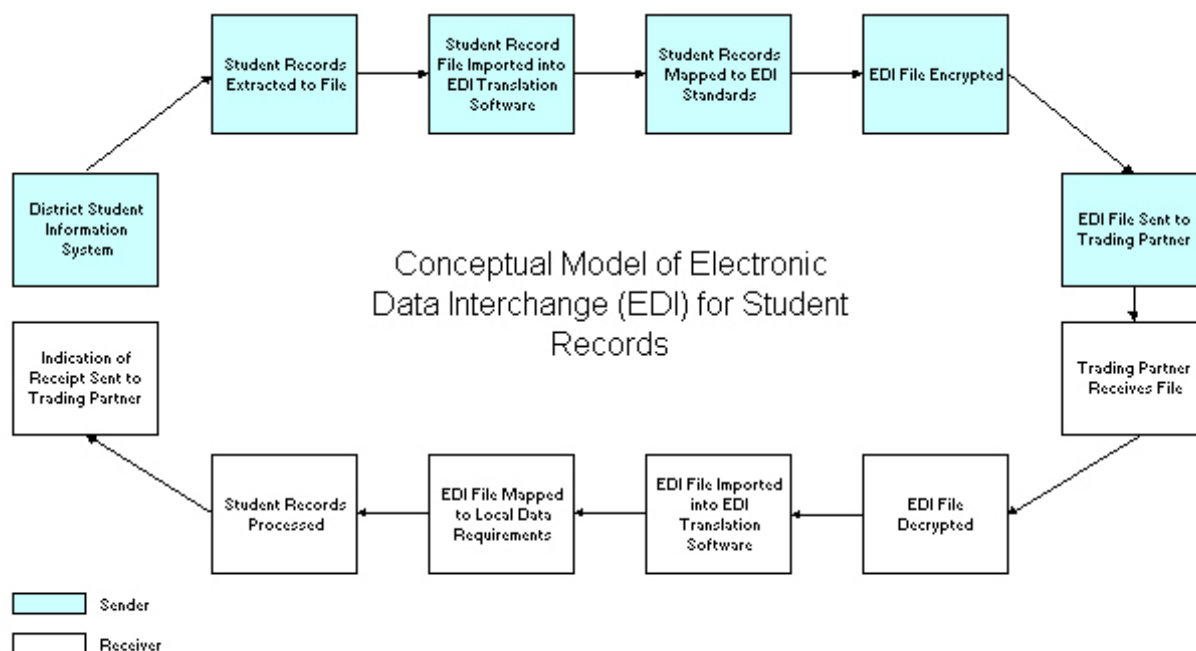 Student Records
Extracted to File
Student Record
File Imported into
EDI Translation
Software
Student Records
Mapped to EDI
Standards
EDI File Encrypted
District Student
Information
System
EDI File Sent to
Trading Partner
Conceptual Model of Electronic
Data Interchange (EDI) for Student
Records
Indication of
Receipt Sent to
Trading Partner
Trading Partner
Receives File
Student Records
Processed
EDI File Mapped
to Local Data
Requirements
EDI File Imported
into EDI
Translation
Software
EDI File
Decrypted
Sender
Receiver